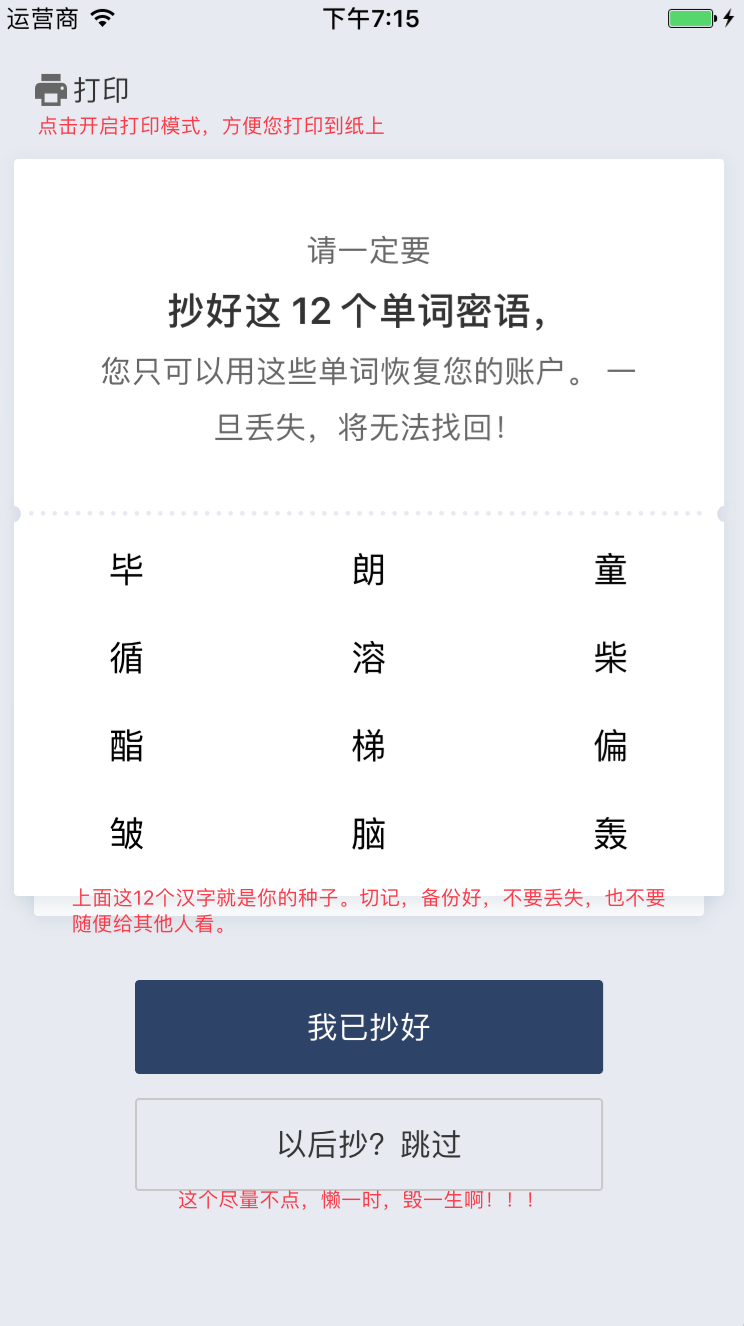 运营商 下午7:15
打印
点击开启打印模式，方便您打印到纸上
请一定要
抄好这 12 个单词密语，
您只可以用这些单词恢复您的账户。 一
旦丢失，将无法找回！
毕 朗 童
循 溶 柴
酯 梯 偏
皱 脑 轰
上面这12个汉字就是你的种子。切记，备份好，不要丢失，也不要
随便给其他人看。
我已抄好
以后抄？跳过
这个尽量不点，懒一时，毁一生啊！！！